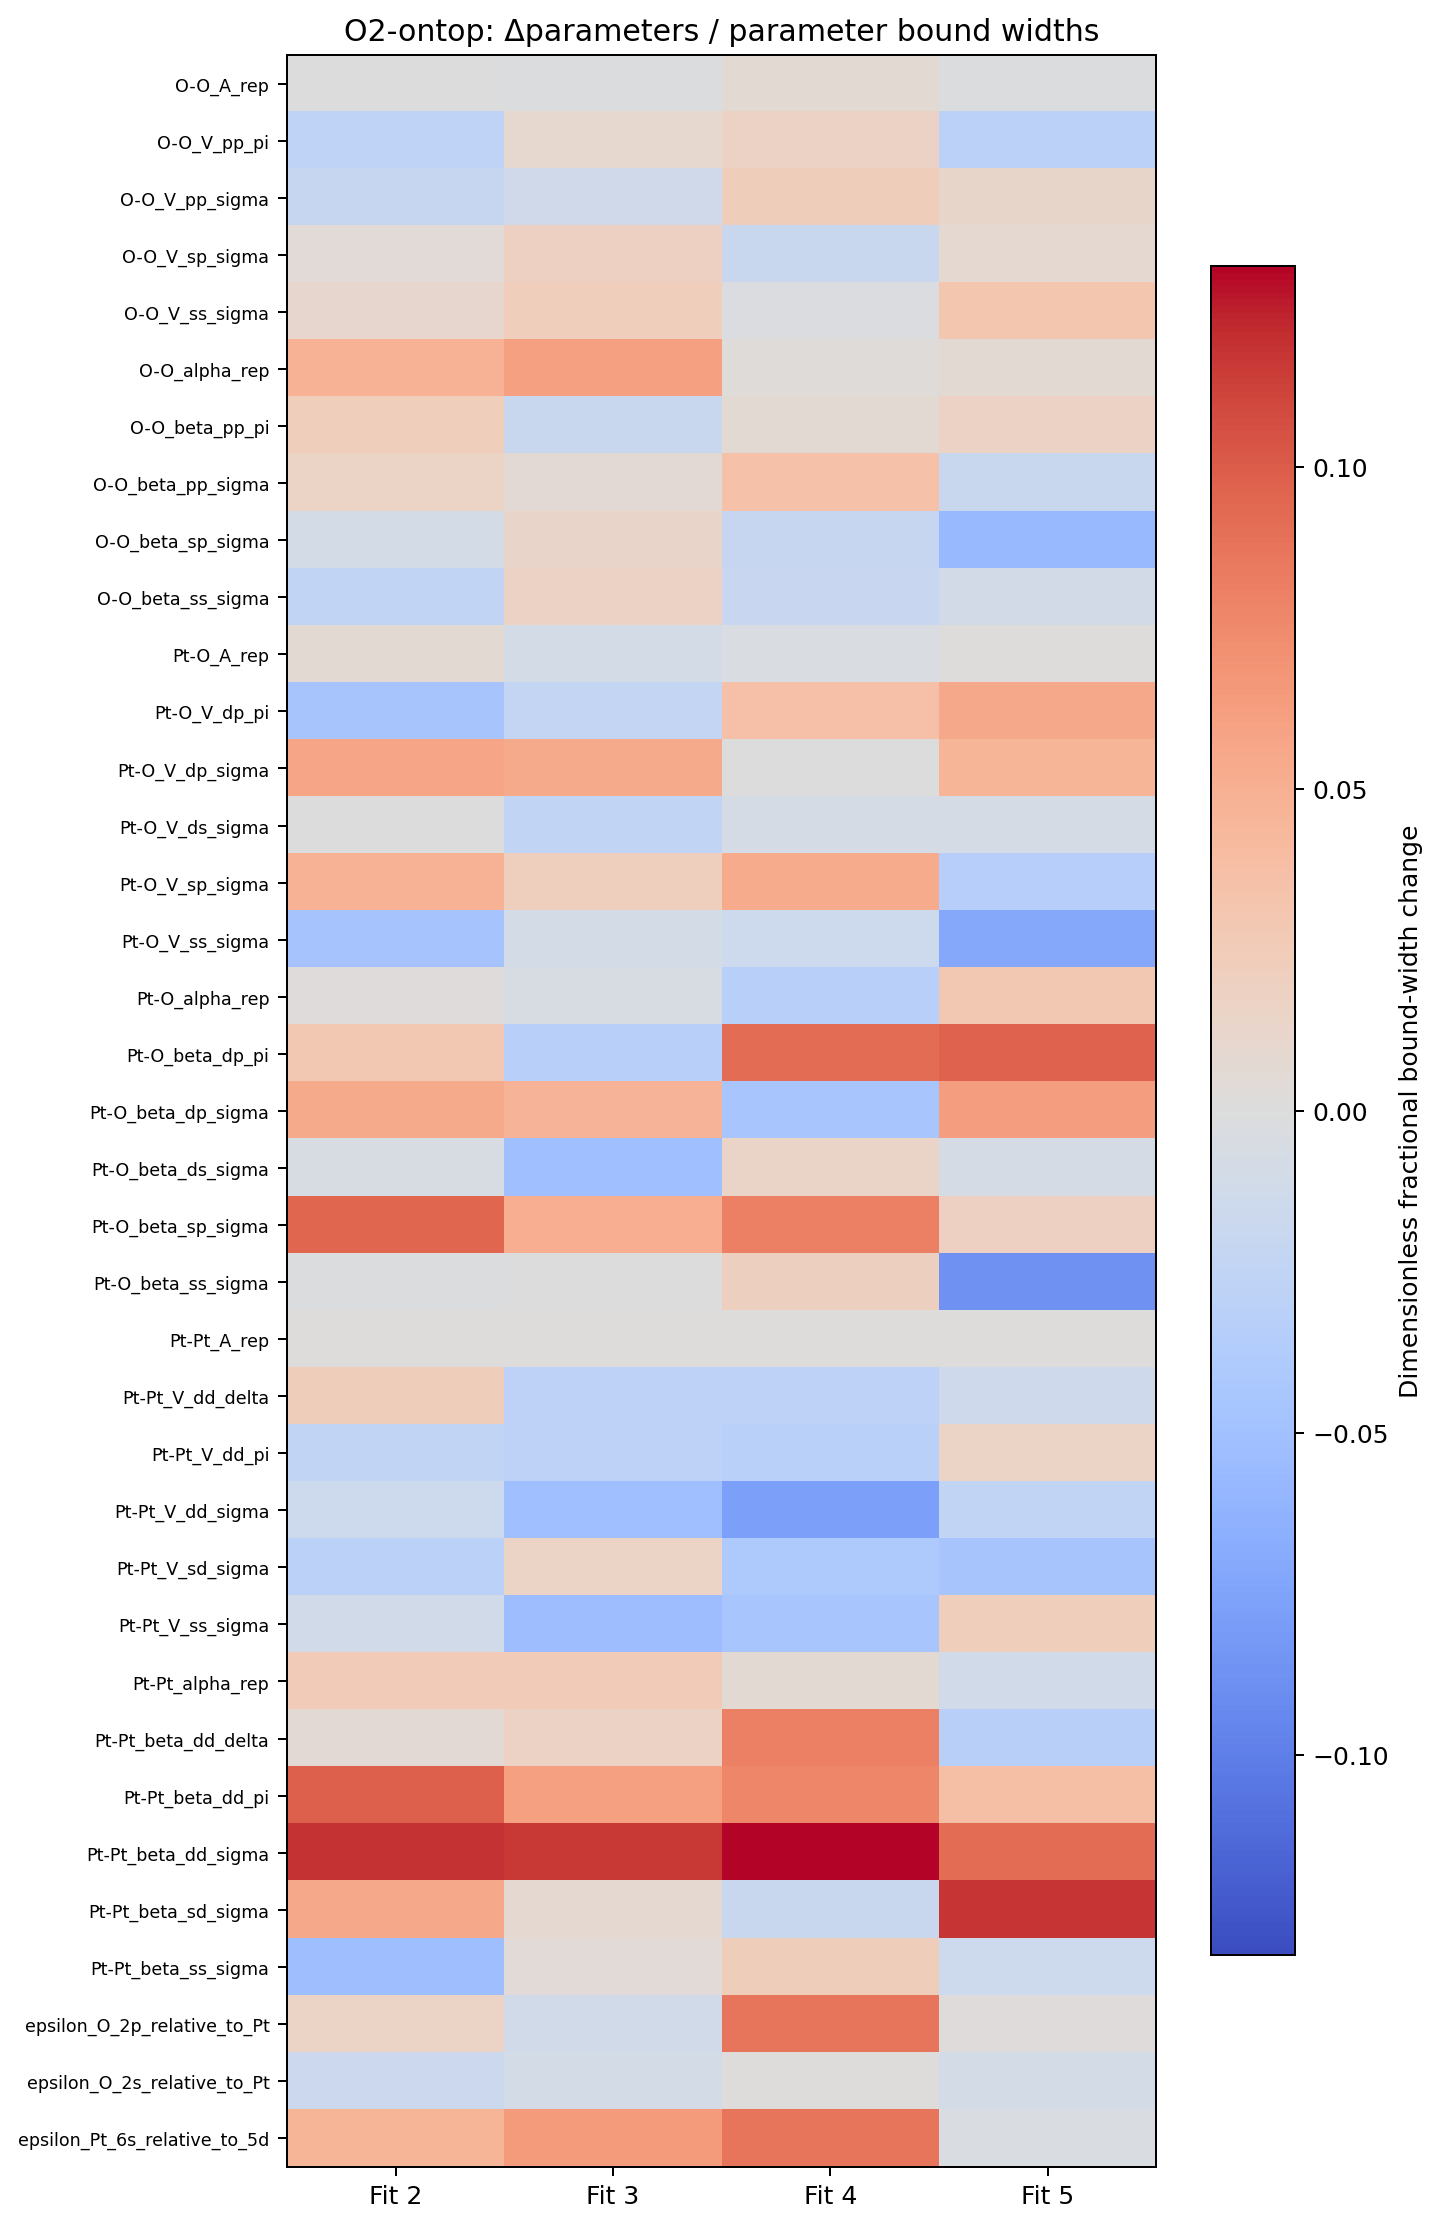 O2-ontop: Δparameters / parameter bound widths
O-O_A_rep
O-O_V_pp_pi
O-O_V_pp_sigma
O-O_V_sp_sigma
O-O_V_ss_sigma
O-O_alpha_rep
O-O_beta_pp_pi
O-O_beta_pp_sigma
O-O_beta_sp_sigma
O-O_beta_ss_sigma
Pt-O_A_rep
Pt-O_V_dp_pi
Pt-O_V_dp_sigma
Pt-O_V_ds_sigma
Pt-O_V_sp_sigma
Pt-O_V_ss_sigma
Pt-O_alpha_rep
Pt-O_beta_dp_pi
Pt-O_beta_dp_sigma
Pt-O_beta_ds_sigma
Pt-O_beta_sp_sigma
Pt-O_beta_ss_sigma
Pt-Pt_A_rep
Pt-Pt_V_dd_delta
Pt-Pt_V_dd_pi
Pt-Pt_V_dd_sigma
Pt-Pt_V_sd_sigma
Pt-Pt_V_ss_sigma
Pt-Pt_alpha_rep
Pt-Pt_beta_dd_delta
Pt-Pt_beta_dd_pi
Pt-Pt_beta_dd_sigma
Pt-Pt_beta_sd_sigma
Pt-Pt_beta_ss_sigma
epsilon_O_2p_relative_to_Pt
epsilon_O_2s_relative_to_Pt
epsilon_Pt_6s_relative_to_5d
Fit 2
Fit 3
Fit 4
Fit 5
0.10
0.05
0.00
−0.05
−0.10
Dimensionless fractional bound-width change